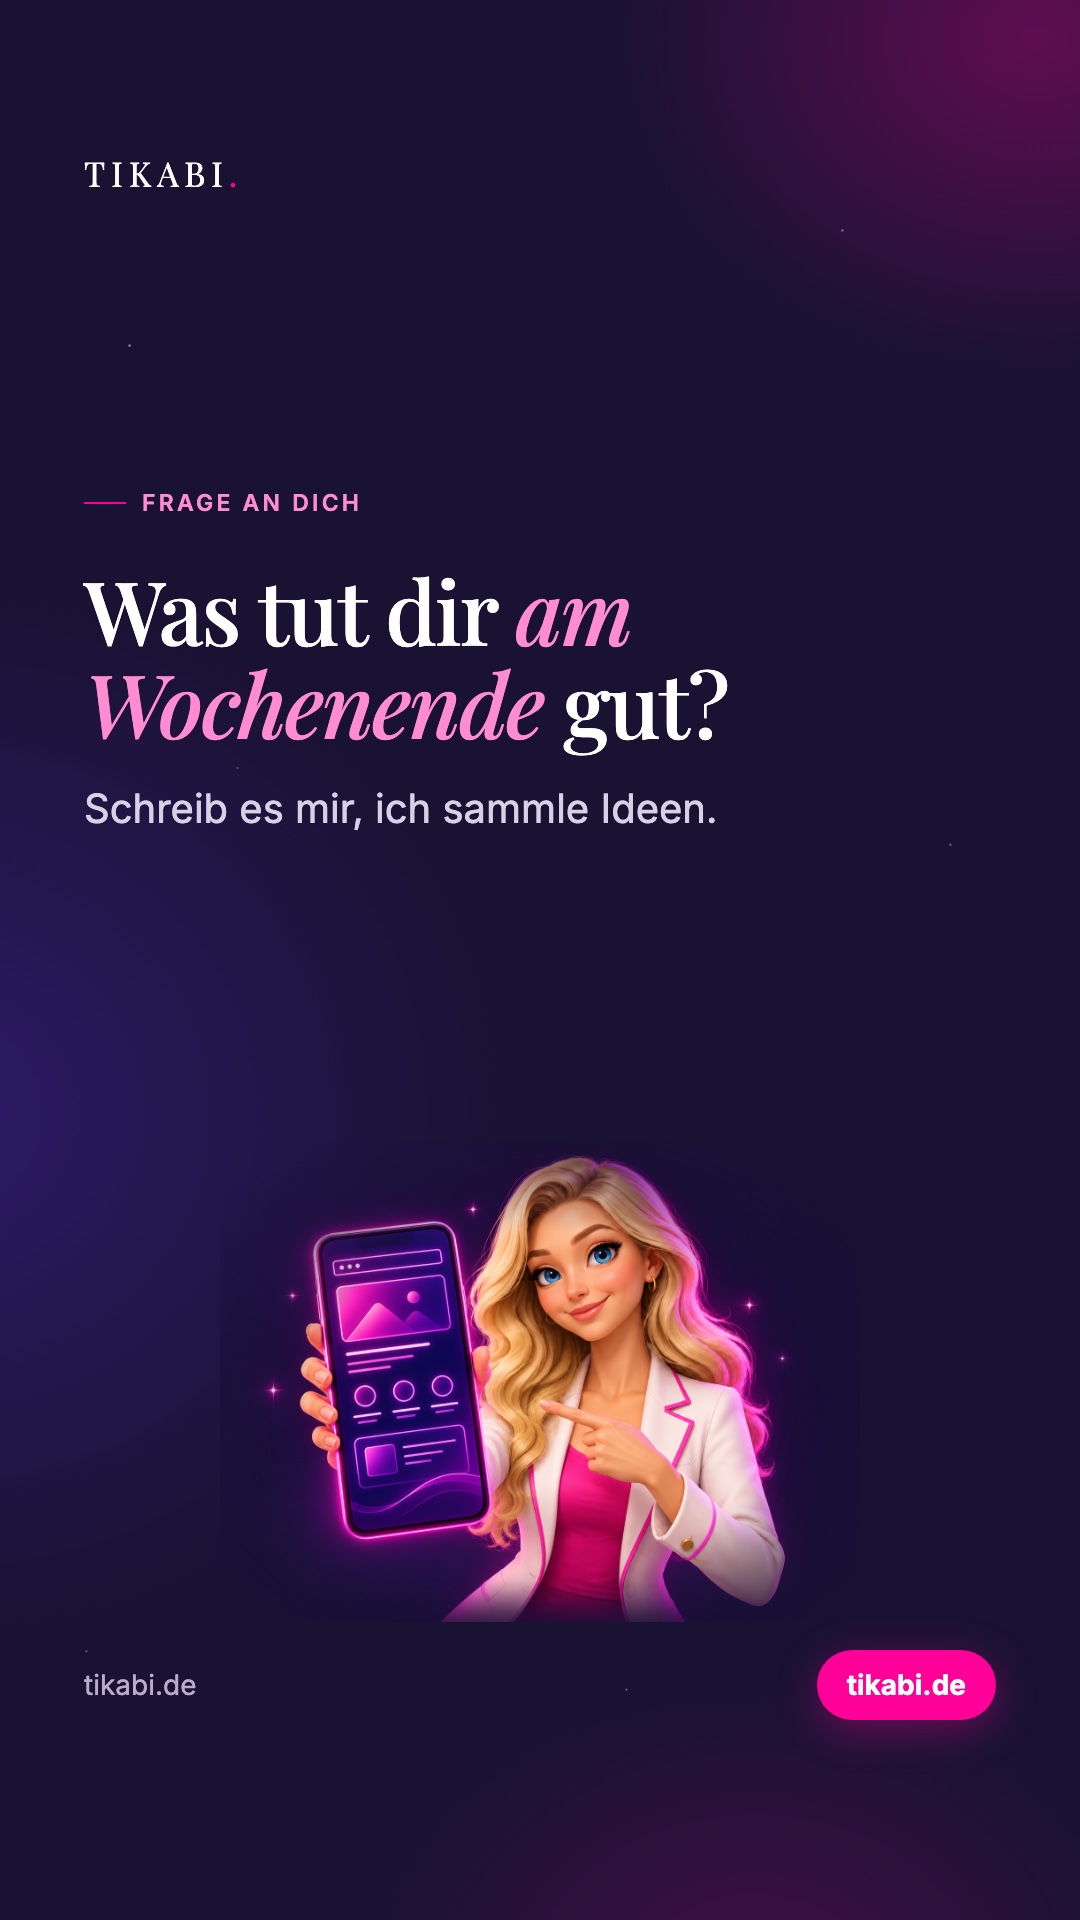 TIKABI.
FRAGE AN DICH
Was tut dir am
Wochenende gut?
Schreib es mir, ich sammle Ideen.
tikabi.de
tikabi.de